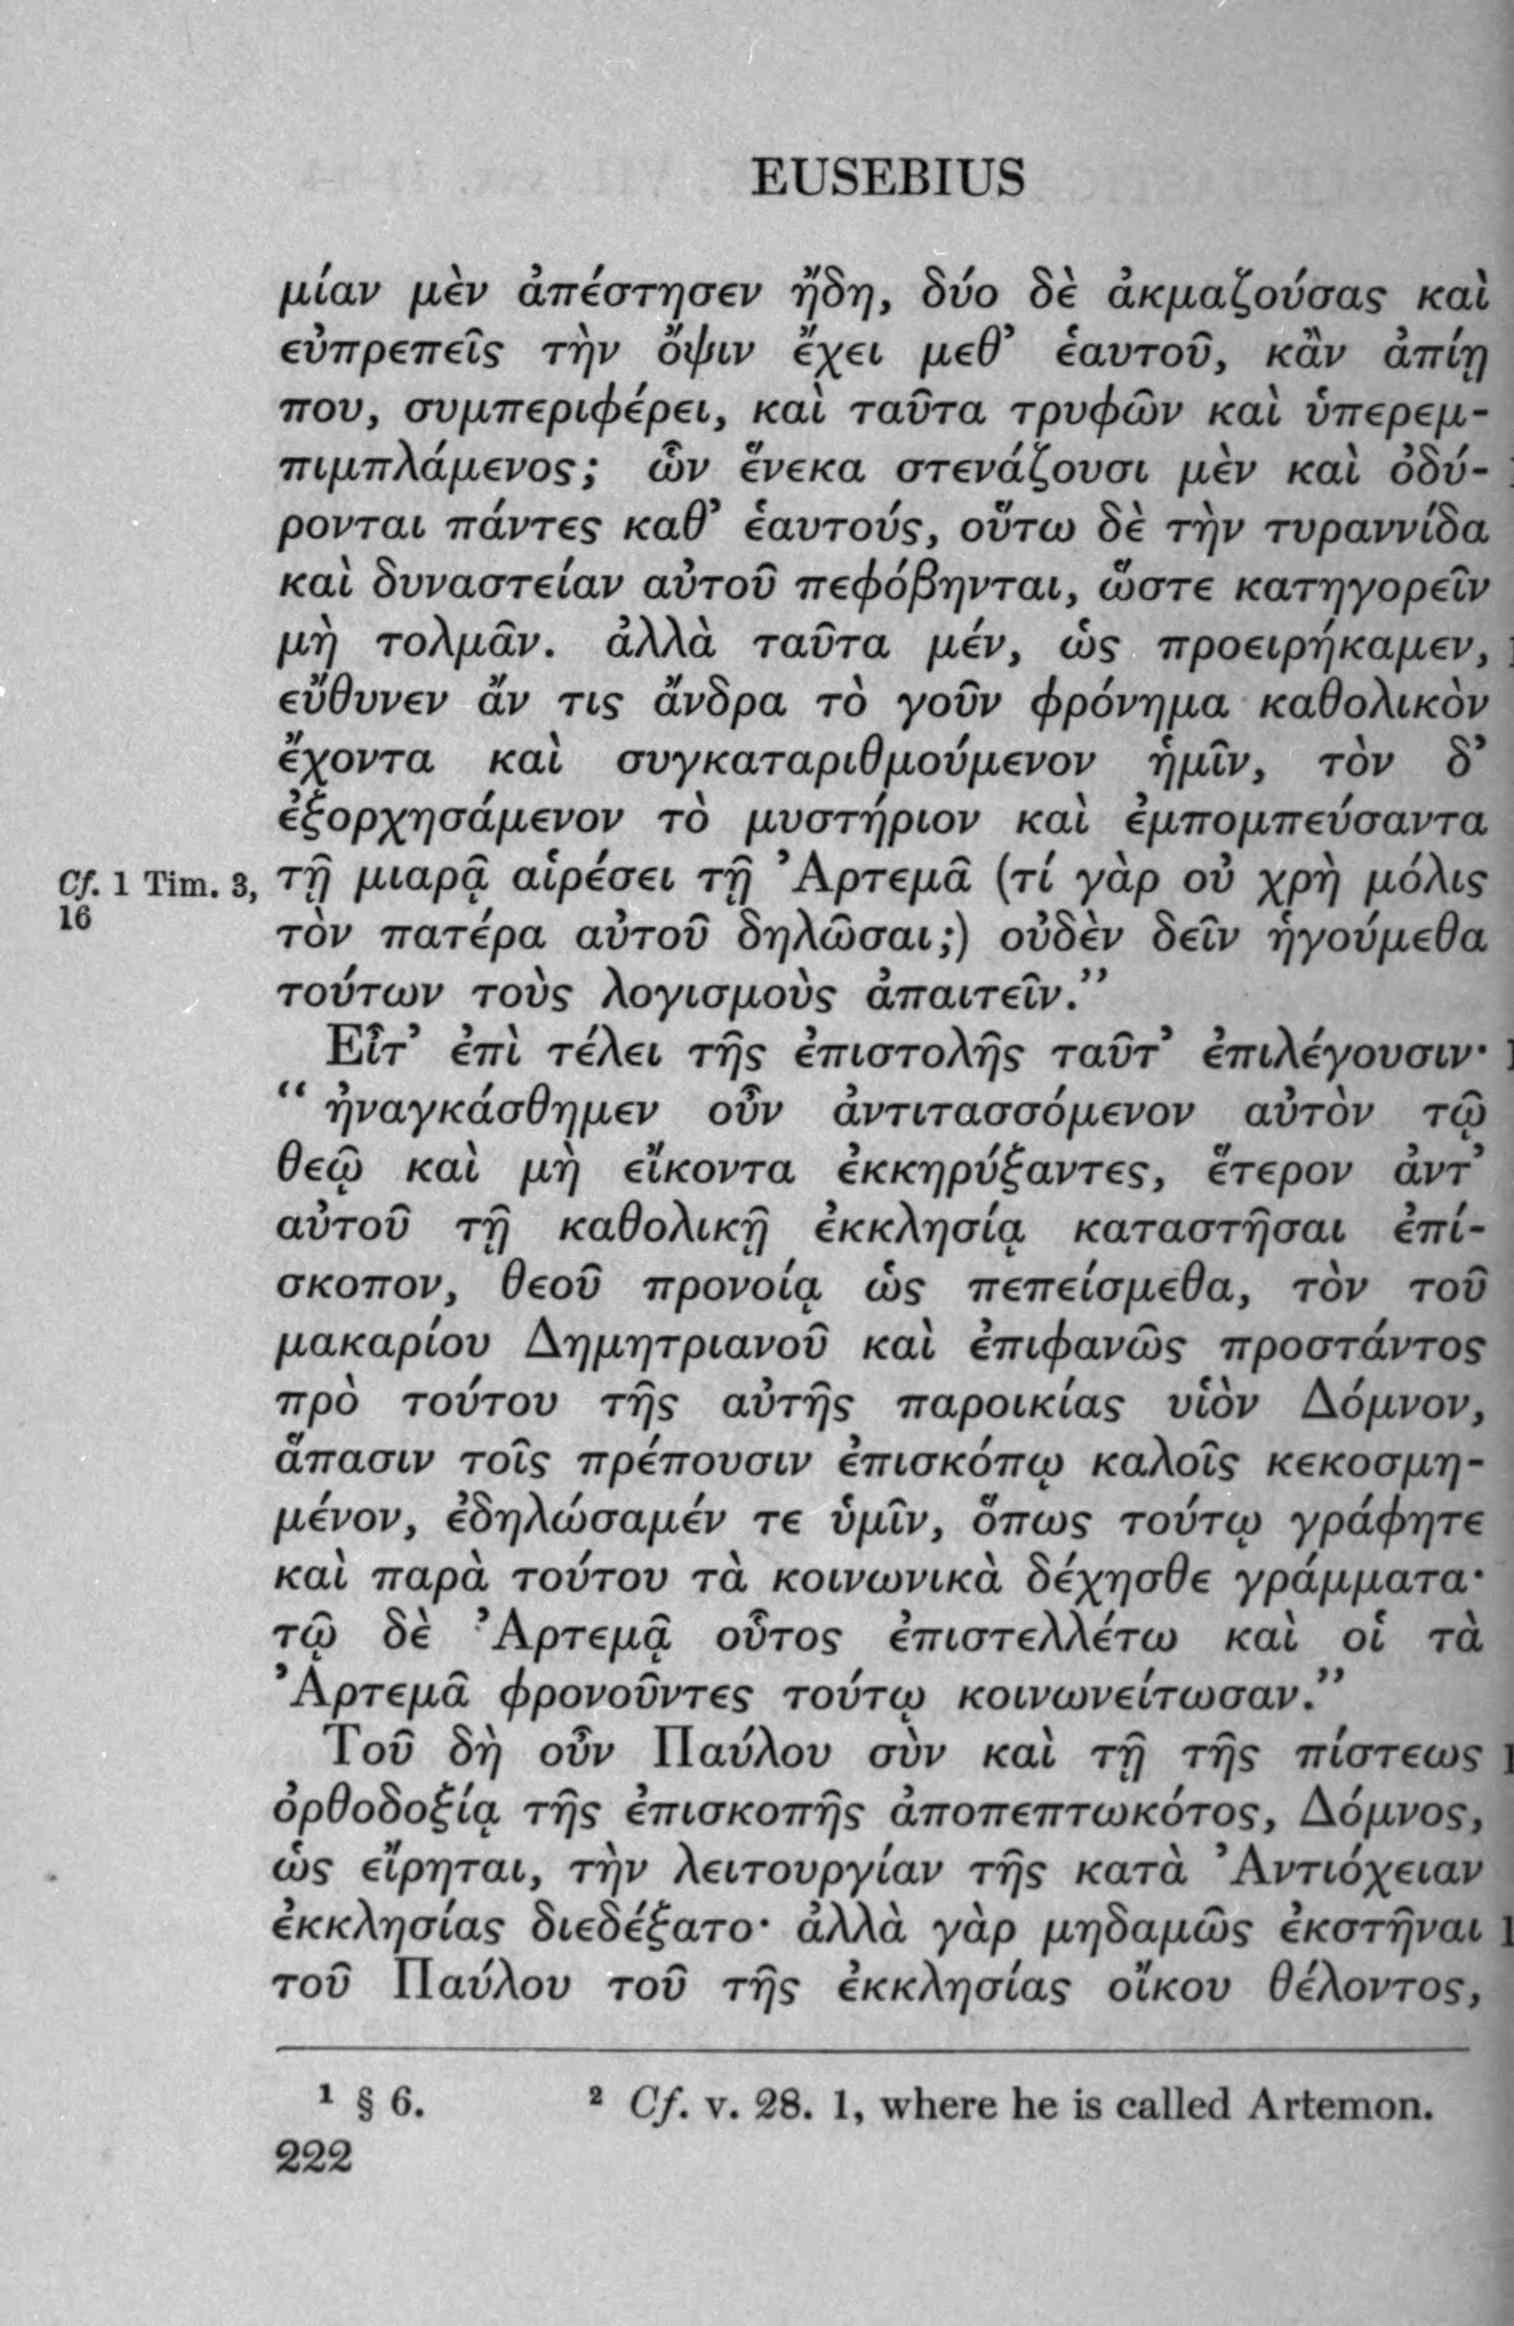 EUSEBIUS
μίαν μὲν ἀπέστησεν ἤδη, δύο δὲ ἀκμαζούσας καὶ
εὐπρεπεῖς τὴν ὄψιν ἔχει μεθ’ ἑαυτοῦ, κἂν ἀπίῃ
που, συμπεριφέρει, καὶ ταῦτα τρυφῶν καὶ ὑπερεμ-
πιμπλάμενος; ὧν ἕνεκα στενάζουσι μὲν καὶ ὀδύ-
ρονται πάντες καθ’ ἑαυτούς, οὕτω δὲ τὴν τυραννίδα
καὶ δυναστείαν αὐτοῦ πεφόβηνται, ὥστε κατηγορεῖν
μὴ τολμᾶν. ἀλλὰ ταῦτα μέν, ὡς προειρήκαμεν,
εὔθυνεν ἄν τις ἄνδρα τὸ γοῦν φρόνημα καθολικὸν
ἔχοντα καὶ συγκαταριθμούμενον ἡμῖν, τὸν δ’
ἐξορχησάμενον τὸ μυστήριον καὶ ἐμπομπεύσαντα
Cf. 1 Tim. 3,
16
τῇ μιαρᾷ αἱρέσει τῇ Ἀρτεμᾶ (τί γὰρ οὐ χρὴ μόλις
τὸν πατέρα αὐτοῦ δηλῶσαι;) οὐδὲν δεῖν ἡγούμεθα
τούτων τοὺς λογισμοὺς ἀπαιτεῖν.”
Εἶτ’ ἐπὶ τέλει τῆς ἐπιστολῆς ταῦτ’ ἐπιλέγουσιν·
“ ἠναγκάσθημεν οὖν ἀντιτασσόμενον αὐτὸν τῷ
θεῷ καὶ μὴ εἴκοντα ἐκκηρύξαντες, ἕτερον ἀντ’
αὐτοῦ τῇ καθολικῇ ἐκκλησίᾳ καταστῆσαι ἐπί-
σκοπον, θεοῦ προνοίᾳ ὡς πεπείσμεθα, τὸν τοῦ
μακαρίου Δημητριανοῦ καὶ ἐπιφανῶς προστάντος
πρὸ τούτου τῆς αὐτῆς παροικίας υἱὸν Δόμνον,
ἅπασιν τοῖς πρέπουσιν ἐπισκόπῳ καλοῖς κεκοσμη-
μένον, ἐδηλώσαμέν τε ὑμῖν, ὅπως τούτῳ γράφητε
καὶ παρὰ τούτου τὰ κοινωνικὰ δέχησθε γράμματα·
τῷ δὲ Ἀρτεμᾷ οὗτος ἐπιστελλέτω καὶ οἱ τὰ
Ἀρτεμᾶ φρονοῦντες τούτῳ κοινωνείτωσαν.”
Τοῦ δὴ οὖν Παύλου σὺν καὶ τῇ τῆς πίστεως
ὀρθοδοξίᾳ τῆς ἐπισκοπῆς ἀποπεπτωκότος, Δόμνος,
ὡς εἴρηται, τὴν λειτουργίαν τῆς κατὰ Ἀντιόχειαν
ἐκκλησίας διεδέξατο· ἀλλὰ γὰρ μηδαμῶς ἐκστῆναι
τοῦ Παύλου τοῦ τῆς ἐκκλησίας οἴκου θέλοντος,
1 § 6. 2 Cf. v. 28. 1, where he is called Artemon.
222